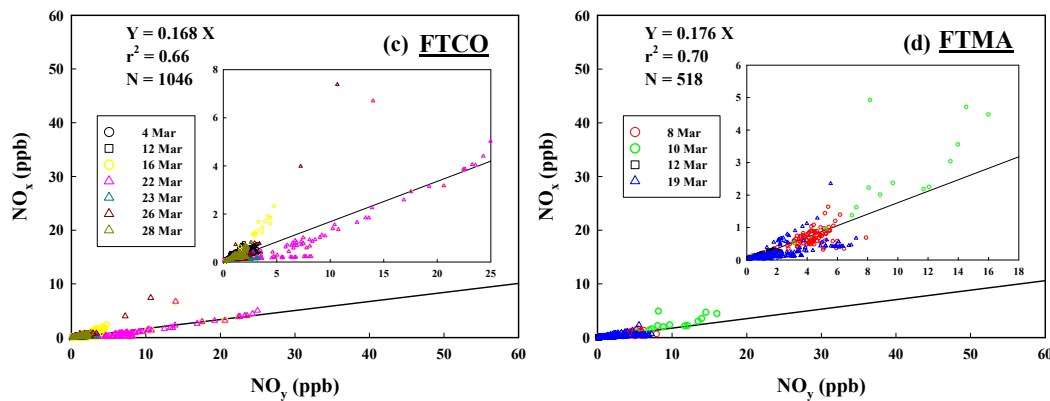 60
50
40
30
20
10
0
NOx (ppb)
Y = 0.168 X
r² = 0.66
N = 1046
(c) FTCO
4 Mar
12 Mar
16 Mar
22 Mar
23 Mar
26 Mar
28 Mar
8
6
4
2
0
0 5 10 15 20 25
0 10 20 30 40 50 60
NOy (ppb)
60
50
40
30
20
10
0
NOx (ppb)
Y = 0.176 X
r² = 0.70
N = 518
(d) FTMA
8 Mar
10 Mar
12 Mar
19 Mar
6
5
4
3
2
1
0
0 2 4 6 8 10 12 14 16 18
0 10 20 30 40 50 60
NOy (ppb)